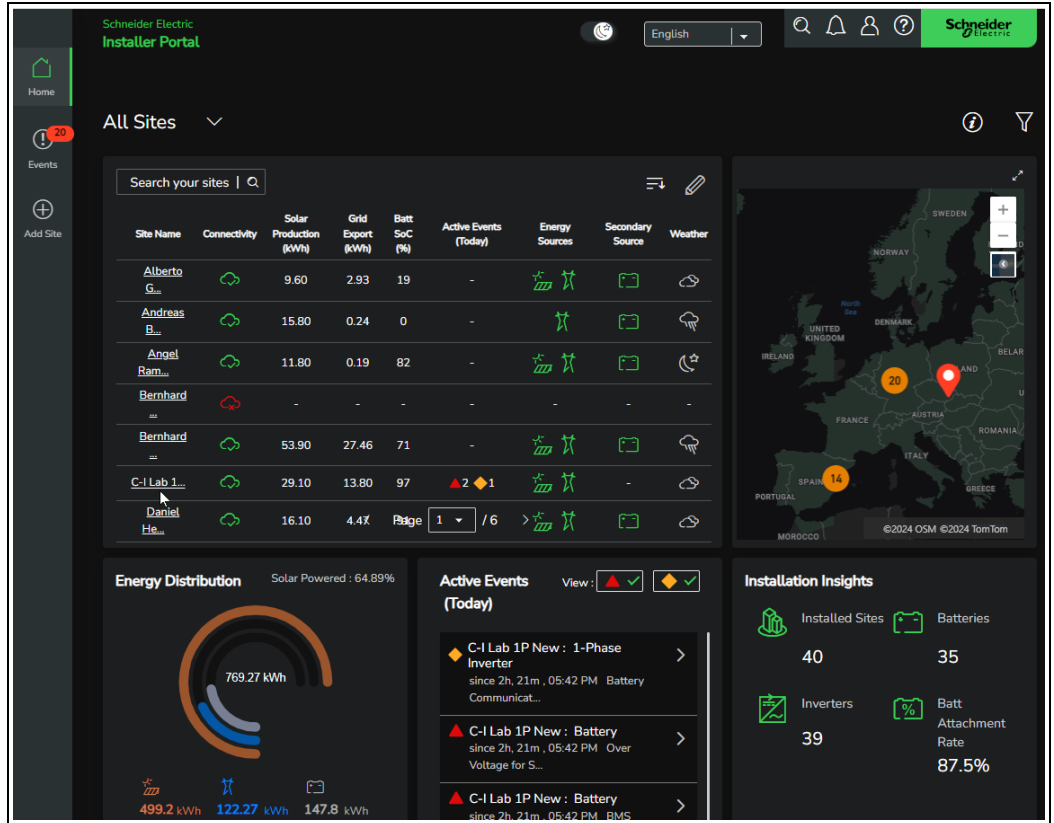 Schneider Electric
Installer Portal
English
Schneider
Electric
Home
20
Events
Add Site
All Sites
Search your sites
Site Name Connectivity Solar Production (kWh) Grid Export (kWh) Batt SoC (%) Active Events (Today) Energy Sources Secondary Source Weather
Alberto G... 9.60 2.93 19 -
Andreas B... 15.80 0.24 0 -
Angel Ram... 11.80 0.19 82 -
Bernhard ... - - - - - - -
Bernhard ... 53.90 27.46 71 -
C-I Lab 1... 29.10 13.80 97 2 1 -
Daniel He... 16.10 4.47 Page 1 / 6
SWEDEN
NORWAY
North Sea
UNITED KINGDOM
DENMARK
IRELAND
BELAR
AND
20
U
FRANCE
AUSTRIA
ROMANIA
ITALY
SPAIN
14
PORTUGAL
GREECE
MOROCCO
©2024 OSM ©2024 TomTom
Energy Distribution
Solar Powered : 64.89%
769.27 kWh
499.2 kWh 122.27 kWh 147.8 kWh
Active Events (Today)
View :
C-I Lab 1P New : 1-Phase
Inverter
since 2h, 21m , 05:42 PM Battery
Communicat...
C-I Lab 1P New : Battery
since 2h, 21m , 05:42 PM Over
Voltage for S...
C-I Lab 1P New : Battery
since 2h, 21m , 05:42 PM BMS
Installation Insights
Installed Sites
40
Batteries
35
Inverters
39
Batt
Attachment
Rate
87.5%